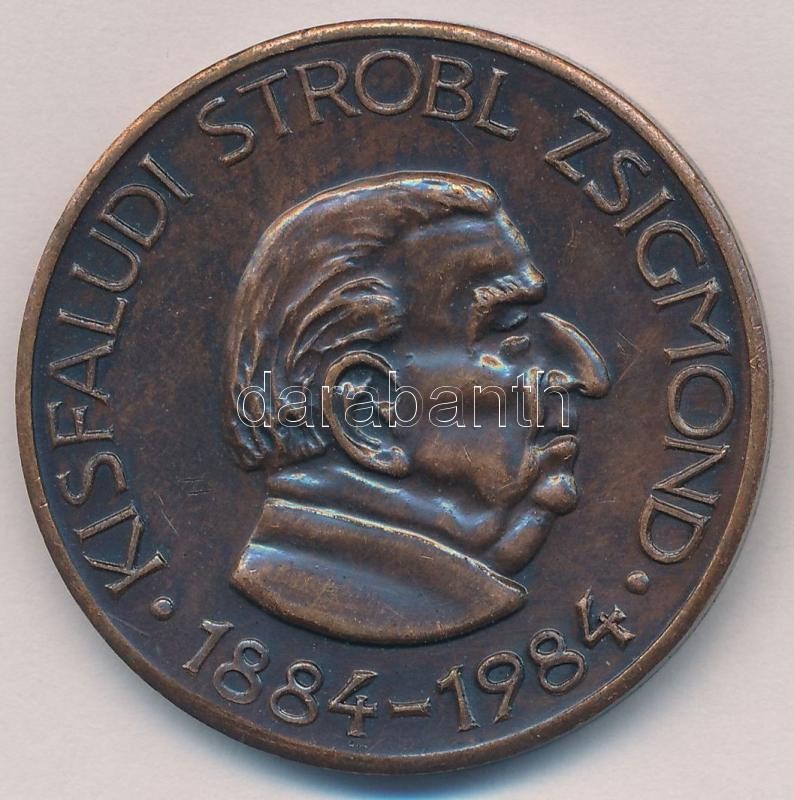 · KISFALUDI STROBL ZSIGMOND ·
1884-1984
darabanth